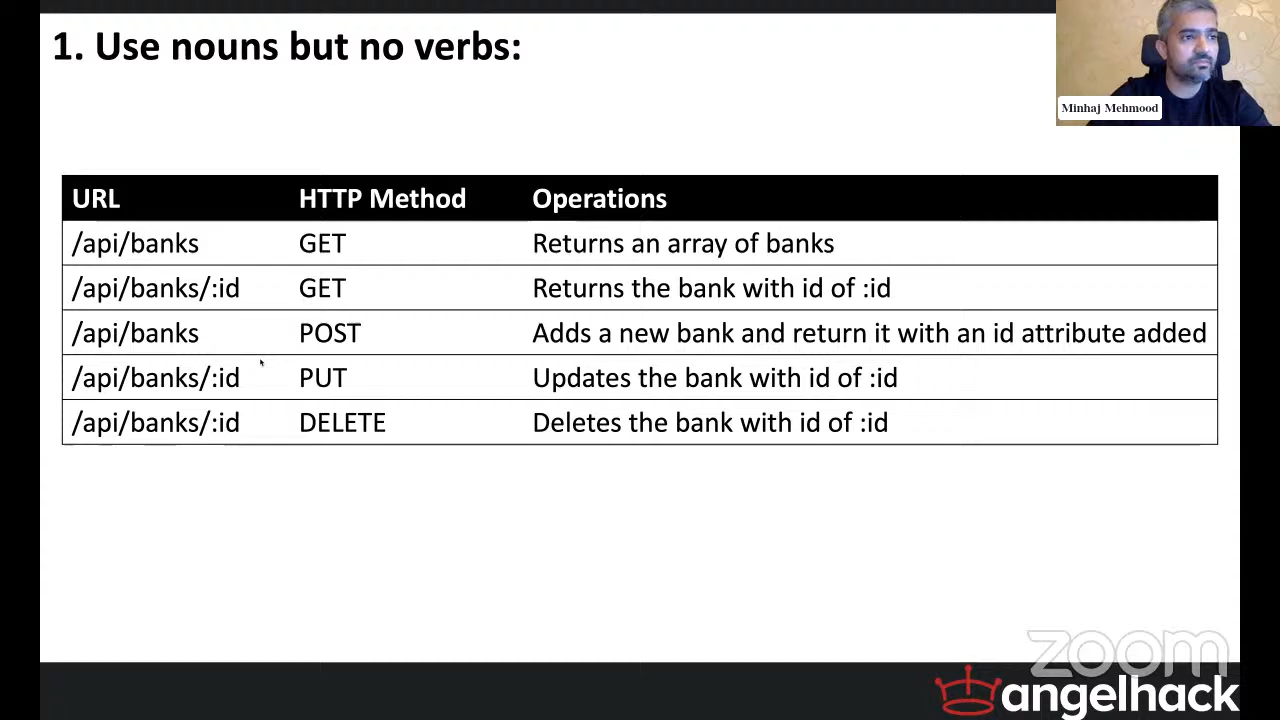 1. Use nouns but no verbs:
Minhaj Mehmood
URL HTTP Method Operations
/api/banks GET Returns an array of banks
/api/banks/:id GET Returns the bank with id of :id
/api/banks POST Adds a new bank and return it with an id attribute added
/api/banks/:id PUT Updates the bank with id of :id
/api/banks/:id DELETE Deletes the bank with id of :id
zoom
angelhack